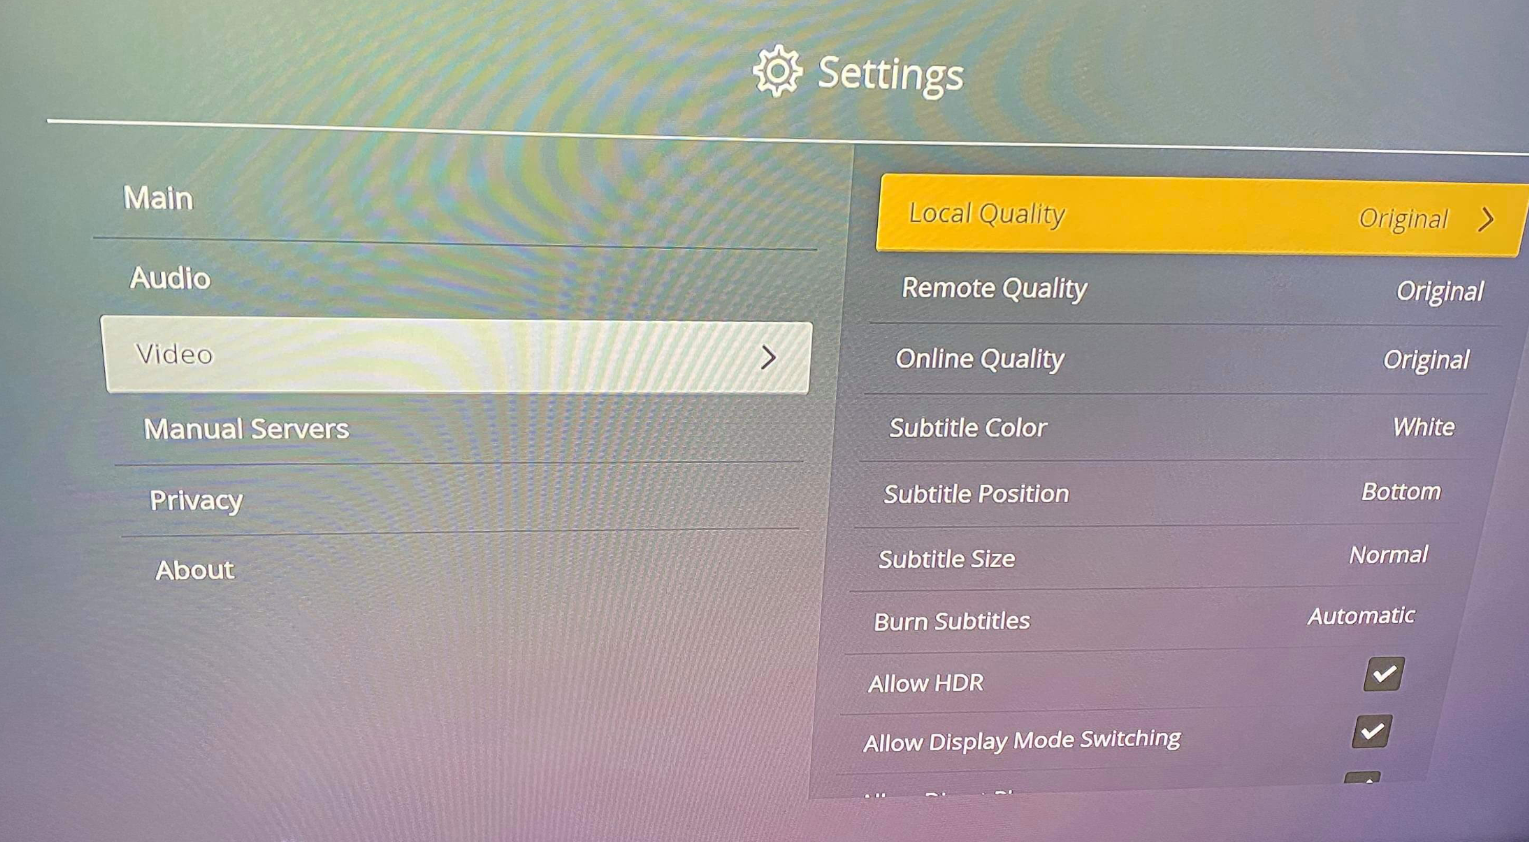 Settings
Main
Audio
Video
Manual Servers
Privacy
About
Local Quality Original
Remote Quality Original
Online Quality Original
Subtitle Color White
Subtitle Position Bottom
Subtitle Size Normal
Burn Subtitles Automatic
Allow HDR
Allow Display Mode Switching